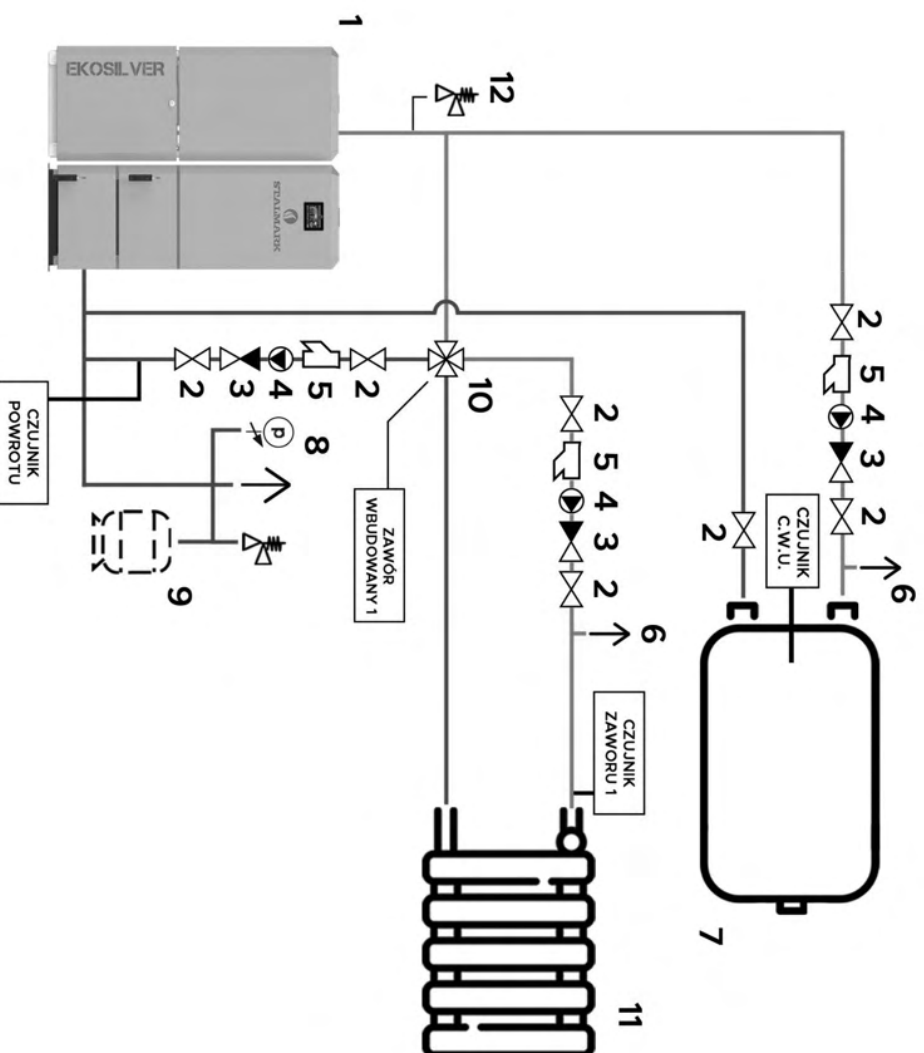 1
EKOSILVER
STALMARK
12
2
5
4
3
2
6
CZUJNIK
C.W.U.
2
7
2
3
4
5
2
10
2
5
4
3
2
6
CZUJNIK
ZAWORU 1
ZAWÓR
WBUDOWANY 1
11
CZUJNIK
POWROTU
p
8
9